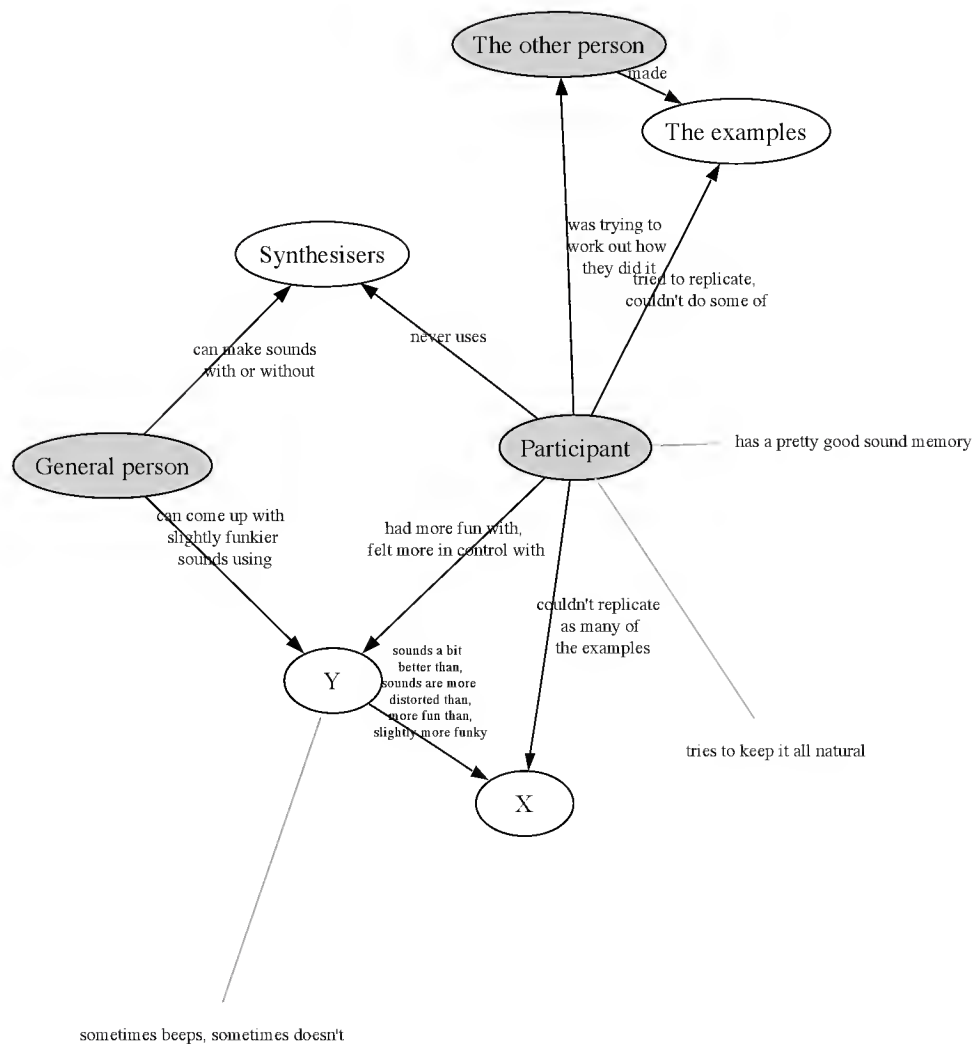 The other person
made
The examples
was trying to
work out how
they did it
tried to replicate,
couldn't do some of
Synthesisers
can make sounds
with or without
never uses
General person
Participant
has a pretty good sound memory
can come up with
slightly funkier
sounds using
had more fun with,
felt more in control with
couldn't replicate
as many of
the examples
Y
sounds a bit
better than,
sounds are more
distorted than,
more fun than,
slightly more funky
tries to keep it all natural
X
sometimes beeps, sometimes doesn't